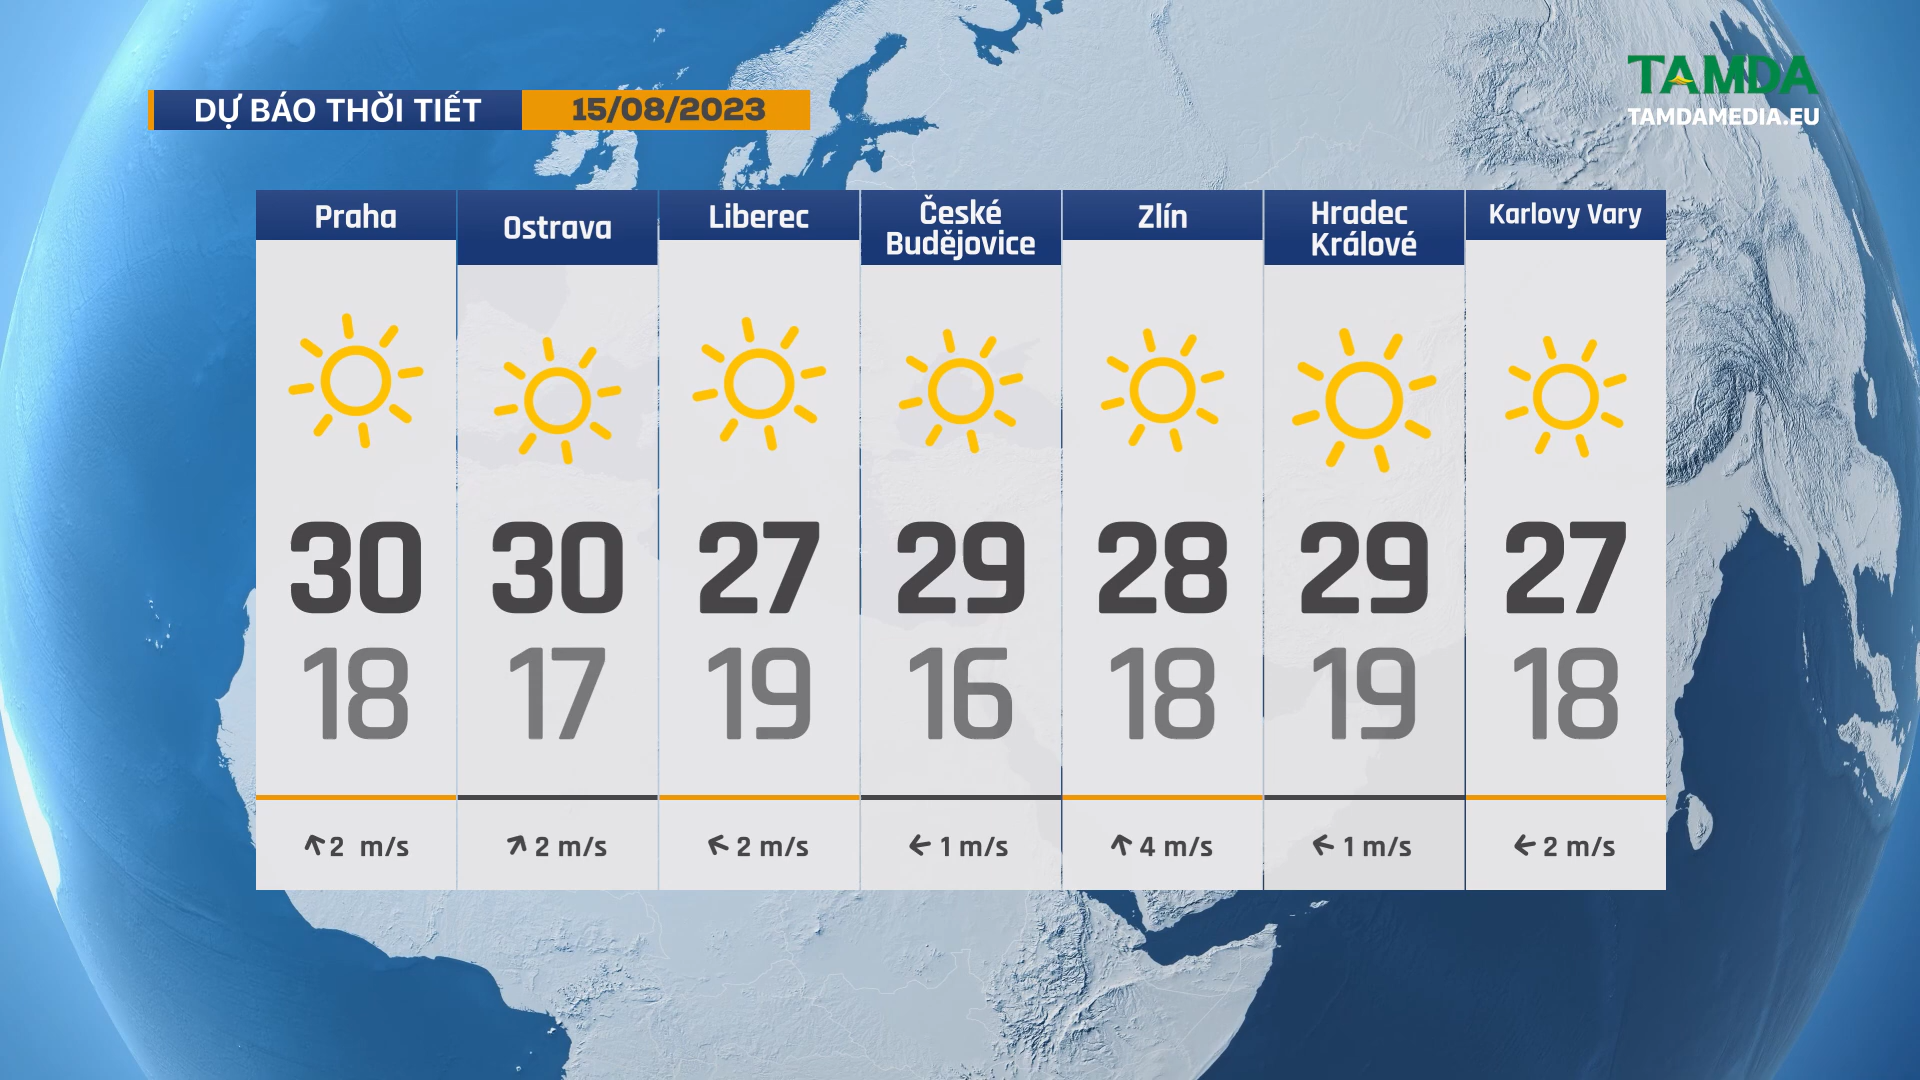 TAMDA
TAMDAMEDIA.EU
DỰ BÁO THỜI TIẾT
15/08/2023
Praha
30
18
2 m/s
Ostrava
30
17
2 m/s
Liberec
27
19
2 m/s
České
Budějovice
29
16
1 m/s
Zlín
28
18
4 m/s
Hradec
Králové
29
19
1 m/s
Karlovy Vary
27
18
2 m/s